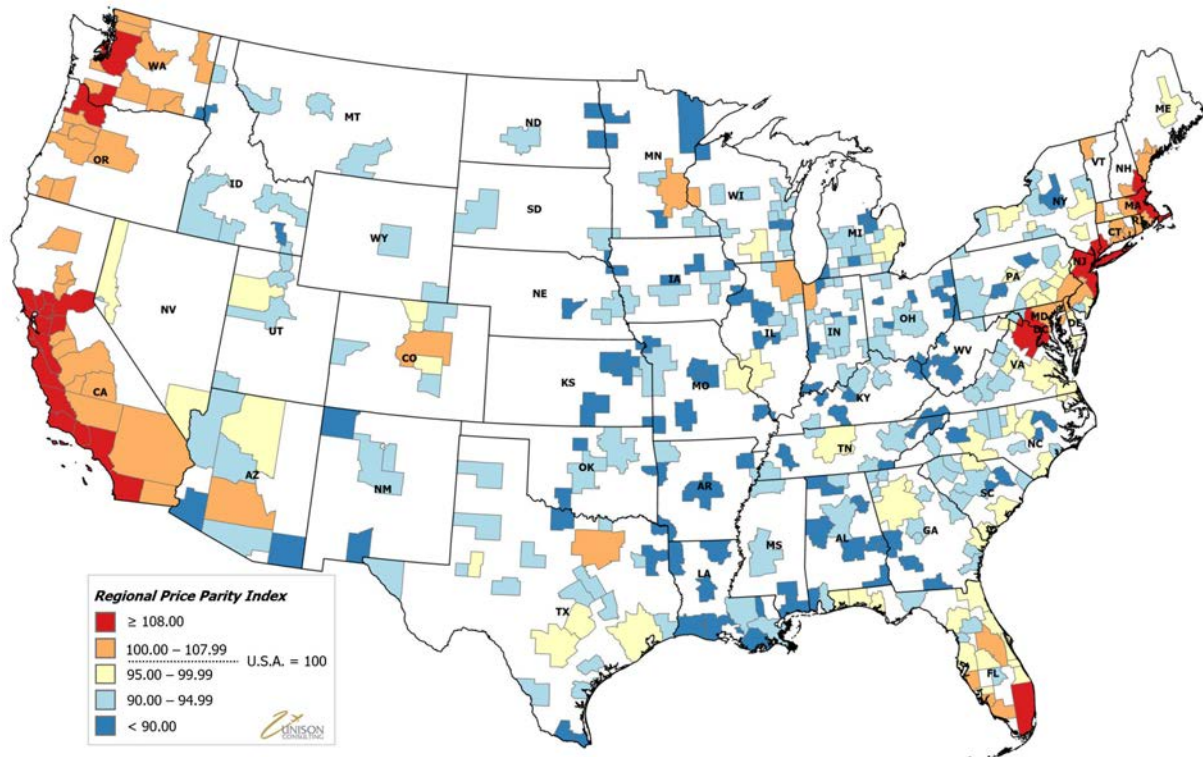 WA
MT
ND
MN
ME
OR
ID
SD
WI
MI
NY
VT
NH
MA
CT
RI
WY
NE
IA
PA
NJ
NV
UT
CO
IL
IN
OH
MD
DE
DC
WV
VA
CA
KS
MO
KY
AZ
NM
OK
AR
TN
NC
SC
MS
AL
GA
TX
LA
FL
Regional Price Parity Index
≥ 108.00
100.00 – 107.99
U.S.A. = 100
95.00 – 99.99
90.00 – 94.99
< 90.00
UNISON
CONSULTING